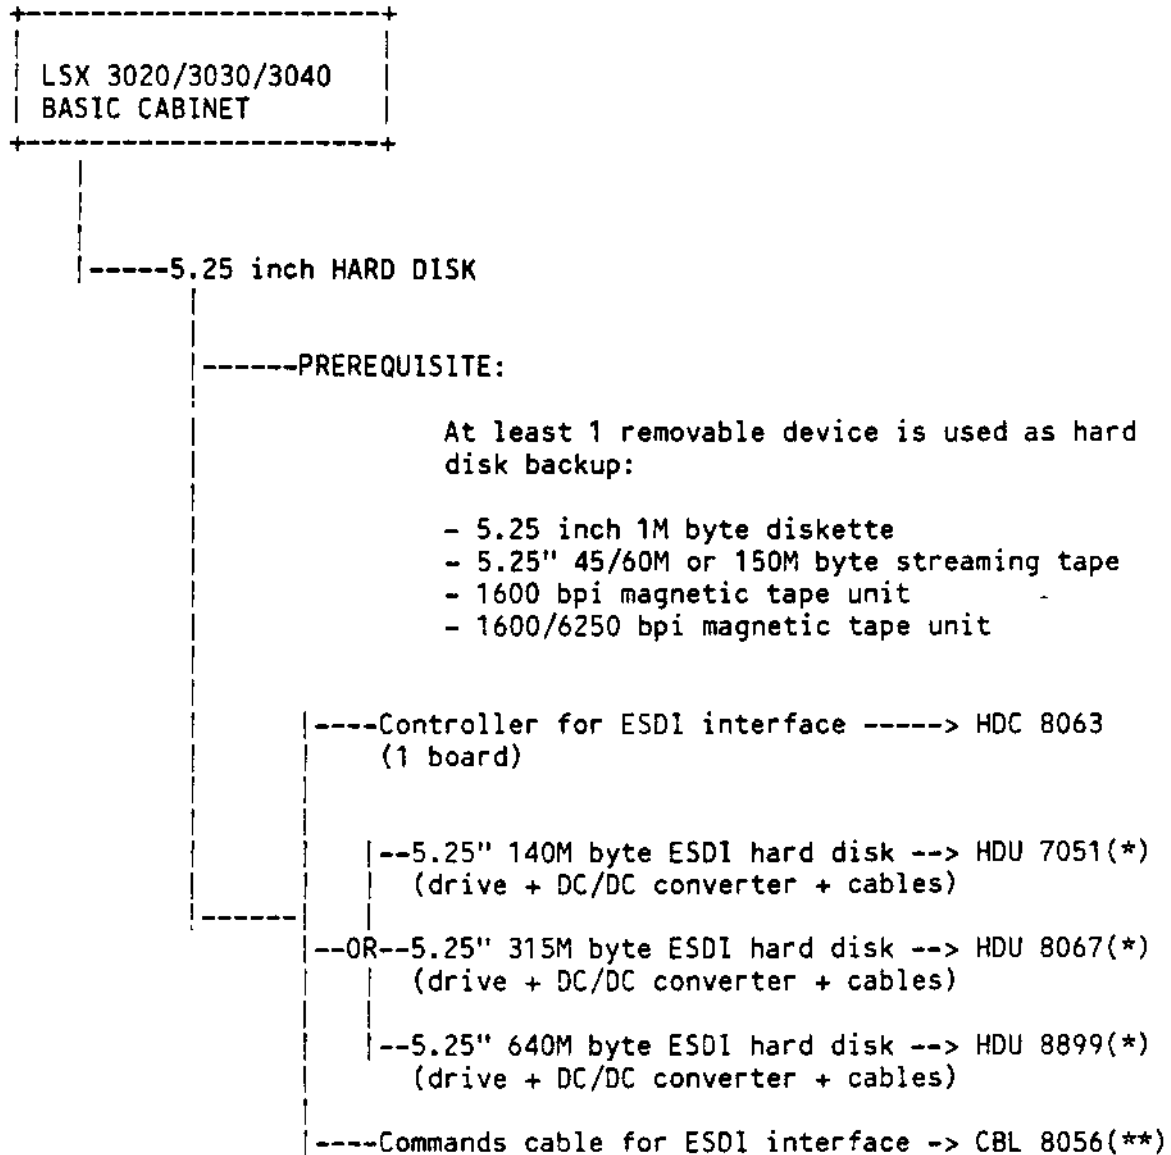 LSX 3020/3030/3040
BASIC CABINET
5.25 inch HARD DISK
PREREQUISITE:
At least 1 removable device is used as hard
disk backup:
- 5.25 inch 1M byte diskette
- 5.25" 45/60M or 150M byte streaming tape
- 1600 bpi magnetic tape unit
- 1600/6250 bpi magnetic tape unit
----Controller for ESDI interface -----> HDC 8063
(1 board)
--5.25" 140M byte ESDI hard disk --> HDU 7051(*)
(drive + DC/DC converter + cables)
--OR--5.25" 315M byte ESDI hard disk --> HDU 8067(*)
(drive + DC/DC converter + cables)
--5.25" 640M byte ESDI hard disk --> HDU 8899(*)
(drive + DC/DC converter + cables)
----Commands cable for ESDI interface -> CBL 8056(**)